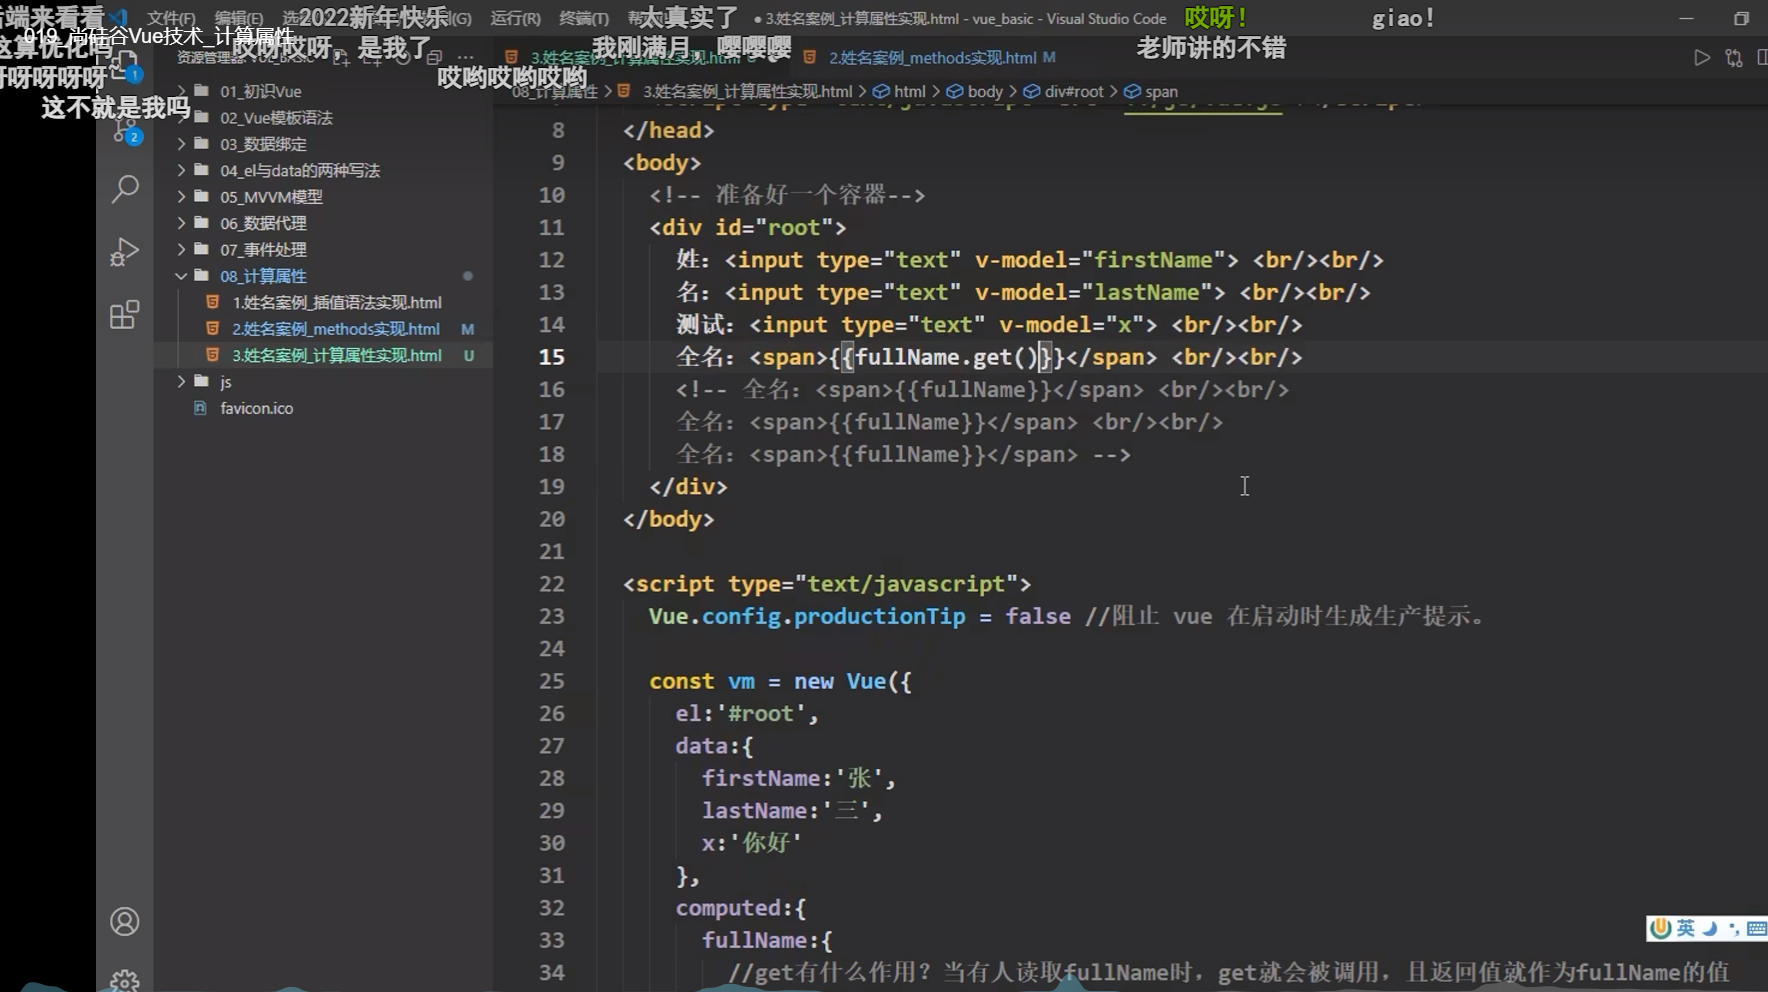 后端来看看
文件(F) 编辑(E)
2022新年快乐
运行(R) 终端(T)
太真实了
● 3.姓名案例_计算属性实现.html - vue_basic - Visual Studio Code
哎呀！
giao！
这算优化吗
019_尚硅谷Vue技术_计算属性
哎呀哎呀，是我了
我刚满月，嘤嘤嘤
老师讲的不错
资源管理器: VUE_BASIC
3.姓名案例_计算属性实现.html U
2.姓名案例_methods实现.html M
呀呀呀呀
哎哟哎哟哎哟
这不就是我吗
08_计算属性 > 3.姓名案例_计算属性实现.html > html > body > div#root > span
1
2
01_初识Vue
02_Vue模板语法
03_数据绑定
04_el与data的两种写法
05_MVVM模型
06_数据代理
07_事件处理
08_计算属性
1.姓名案例_插值语法实现.html
2.姓名案例_methods实现.html M
3.姓名案例_计算属性实现.html U
js
favicon.ico
8 </head>
9 <body>
10 <!-- 准备好一个容器-->
11 <div id="root">
12 姓：<input type="text" v-model="firstName"> <br/><br/>
13 名：<input type="text" v-model="lastName"> <br/><br/>
14 测试：<input type="text" v-model="x"> <br/><br/>
15 全名：<span>{{fullName.get()}}</span> <br/><br/>
16 <!-- 全名：<span>{{fullName}}</span> <br/><br/>
17 全名：<span>{{fullName}}</span> <br/><br/>
18 全名：<span>{{fullName}}</span> -->
19 </div>
20 </body>
21
22 <script type="text/javascript">
23 Vue.config.productionTip = false //阻止 vue 在启动时生成生产提示。
24
25 const vm = new Vue({
26 el:'#root',
27 data:{
28 firstName:'张',
29 lastName:'三',
30 x:'你好'
31 },
32 computed:{
33 fullName:{
34 //get有什么作用？当有人读取fullName时，get就会被调用，且返回值就作为fullName的值
英